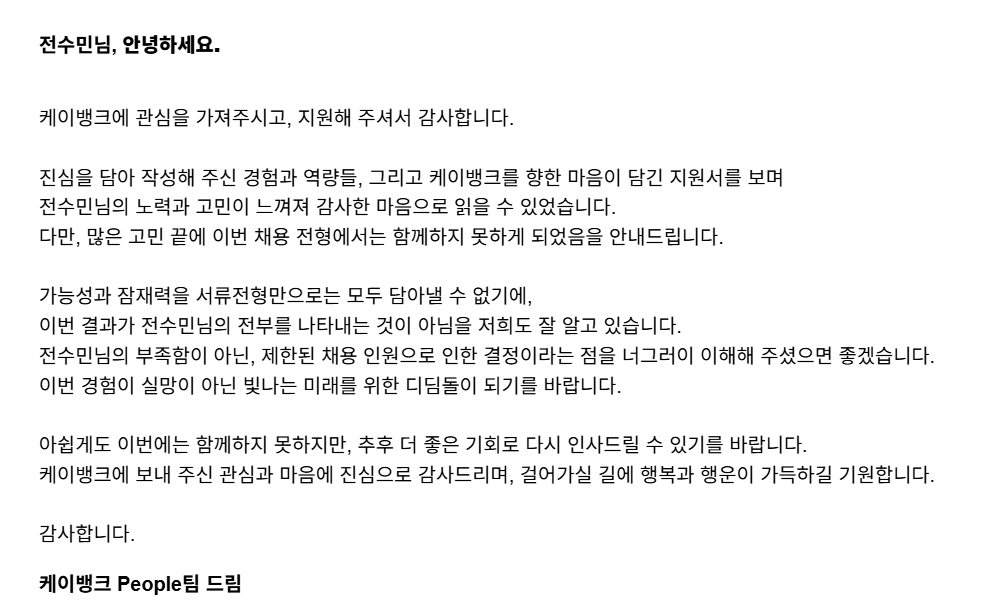 전수민님, 안녕하세요.
케이뱅크에 관심을 가져주시고, 지원해 주셔서 감사합니다.
진심을 담아 작성해 주신 경험과 역량들, 그리고 케이뱅크를 향한 마음이 담긴 지원서를 보며
전수민님의 노력과 고민이 느껴져 감사한 마음으로 읽을 수 있었습니다.
다만, 많은 고민 끝에 이번 채용 전형에서는 함께하지 못하게 되었음을 안내드립니다.
가능성과 잠재력을 서류전형만으로는 모두 담아낼 수 없기에,
이번 결과가 전수민님의 전부를 나타내는 것이 아님을 저희도 잘 알고 있습니다.
전수민님의 부족함이 아닌, 제한된 채용 인원으로 인한 결정이라는 점을 너그러이 이해해 주셨으면 좋겠습니다.
이번 경험이 실망이 아닌 빛나는 미래를 위한 디딤돌이 되기를 바랍니다.
아쉽게도 이번에는 함께하지 못하지만, 추후 더 좋은 기회로 다시 인사드릴 수 있기를 바랍니다.
케이뱅크에 보내 주신 관심과 마음에 진심으로 감사드리며, 걸어가실 길에 행복과 행운이 가득하길 기원합니다.
감사합니다.
케이뱅크 People팀 드림